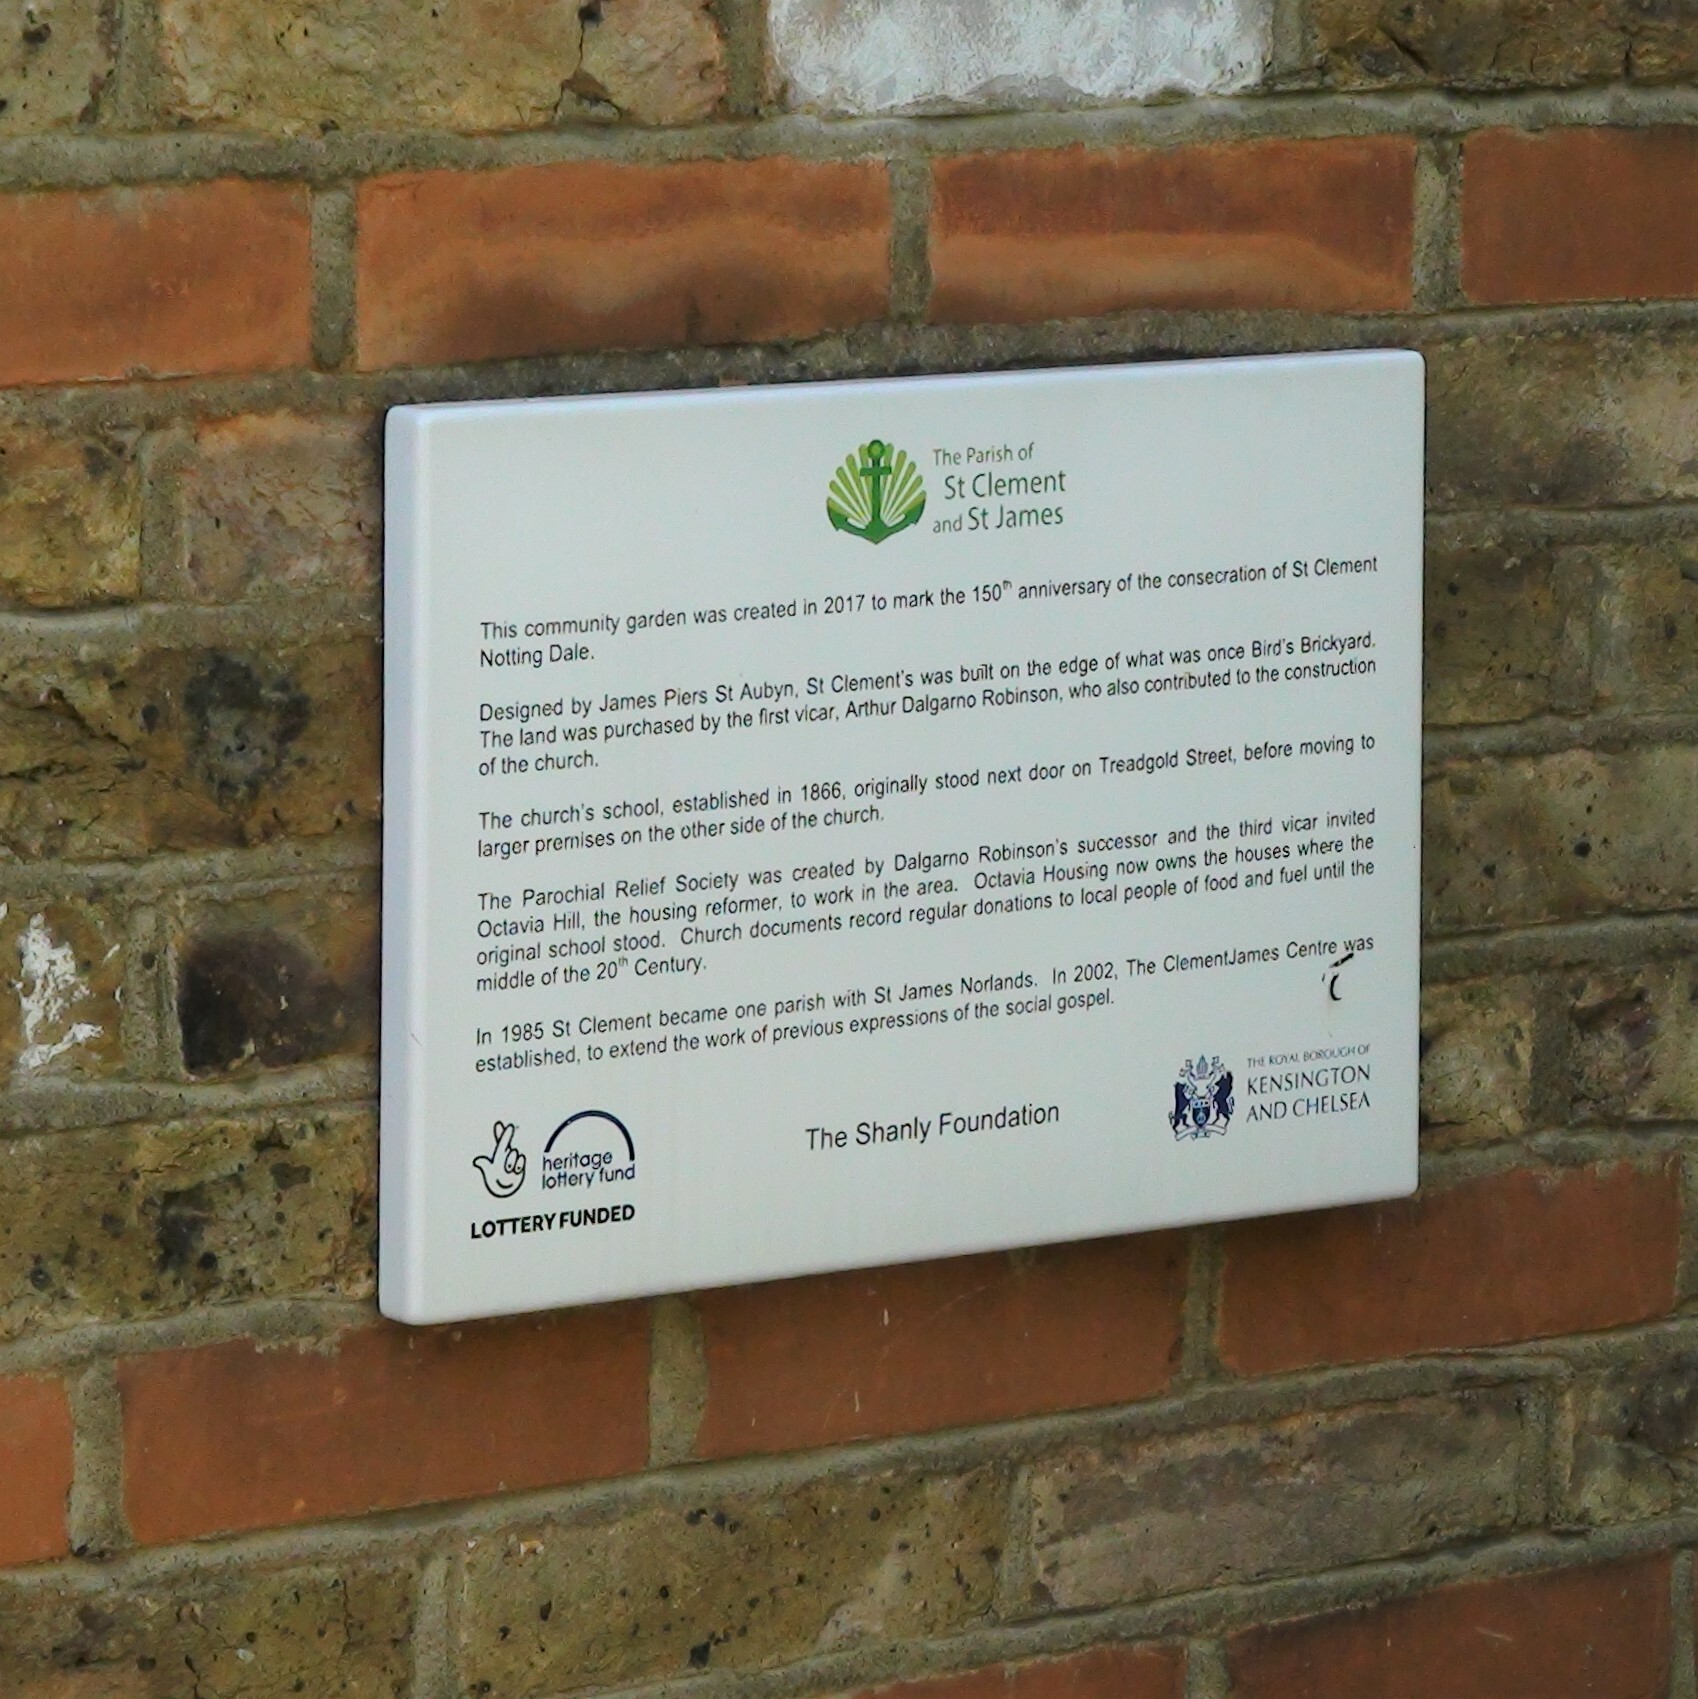 The Parish of
St Clement
and St James
This community garden was created in 2017 to mark the 150th anniversary of the consecration of St Clement
Notting Dale.
Designed by James Piers St Aubyn, St Clement's was built on the edge of what was once Bird's Brickyard.
The land was purchased by the first vicar, Arthur Dalgarno Robinson, who also contributed to the construction
of the church.
The church's school, established in 1866, originally stood next door on Treadgold Street, before moving to
larger premises on the other side of the church.
The Parochial Relief Society was created by Dalgarno Robinson's successor and the third vicar invited
Octavia Hill, the housing reformer, to work in the area. Octavia Housing now owns the houses where the
original school stood. Church documents record regular donations to local people of food and fuel until the
middle of the 20th Century.
In 1985 St Clement became one parish with St James Norlands. In 2002, The ClementJames Centre was
established, to extend the work of previous expressions of the social gospel.
heritage
lottery fund
LOTTERY FUNDED
The Shanly Foundation
THE ROYAL BOROUGH OF
KENSINGTON
AND CHELSEA